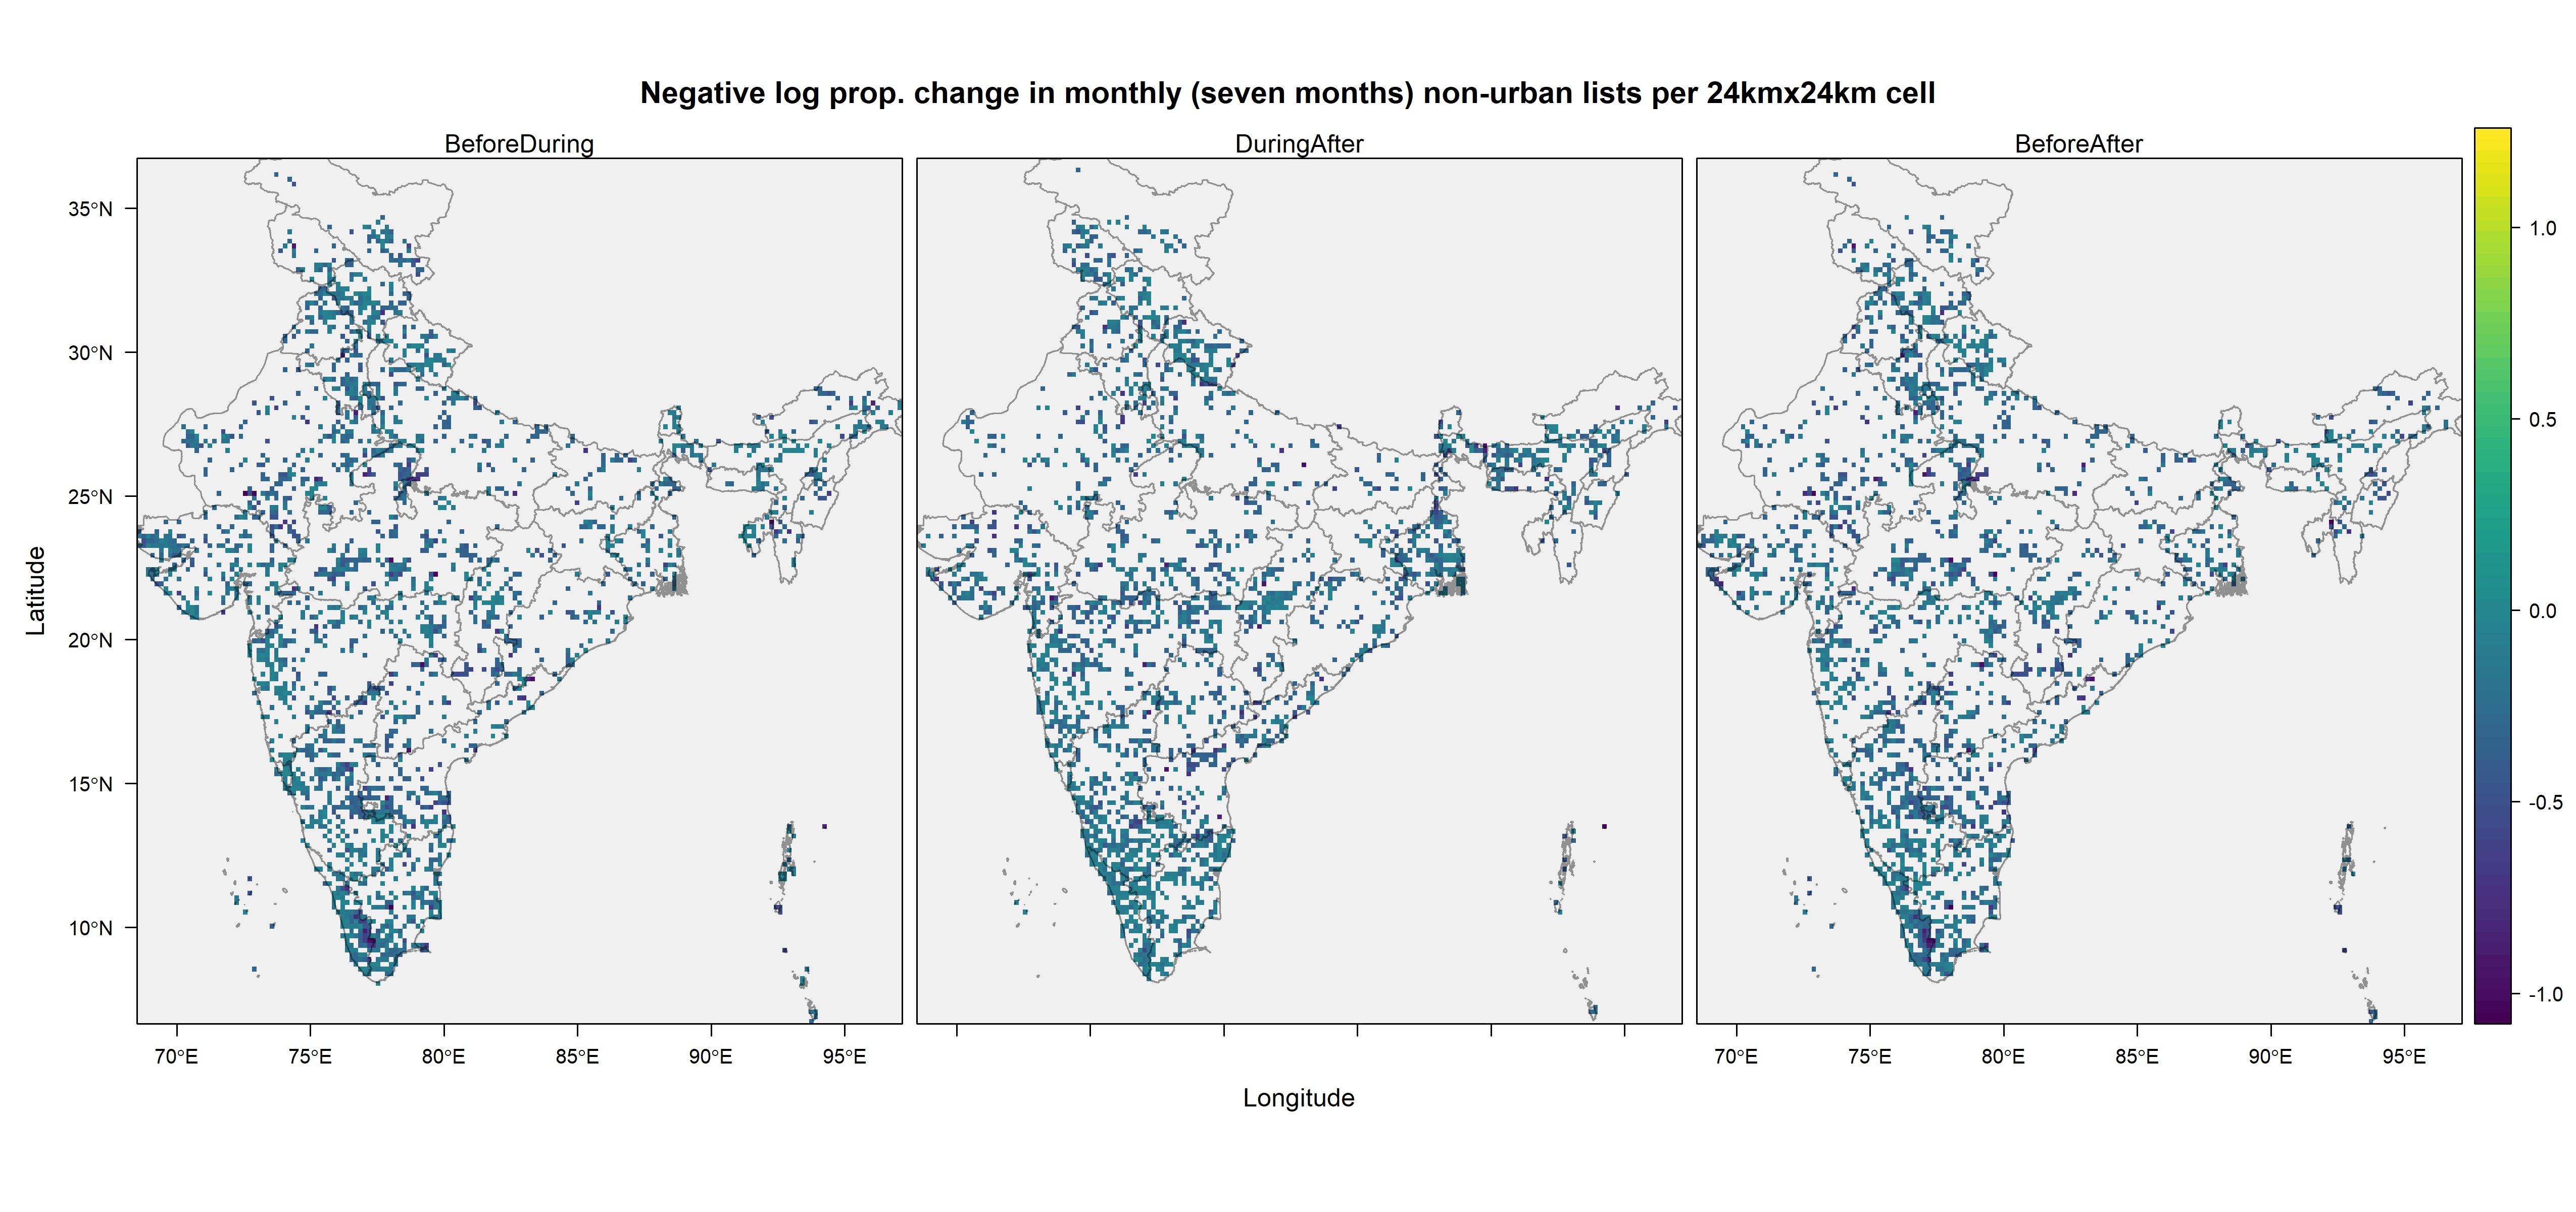 Negative log prop. change in monthly (seven months) non-urban lists per 24kmx24km cell
BeforeDuring
DuringAfter
BeforeAfter
35°N
30°N
25°N
20°N
15°N
10°N
Latitude
70°E 75°E 80°E 85°E 90°E 95°E
70°E 75°E 80°E 85°E 90°E 95°E
Longitude
1.0
0.5
0.0
-0.5
-1.0